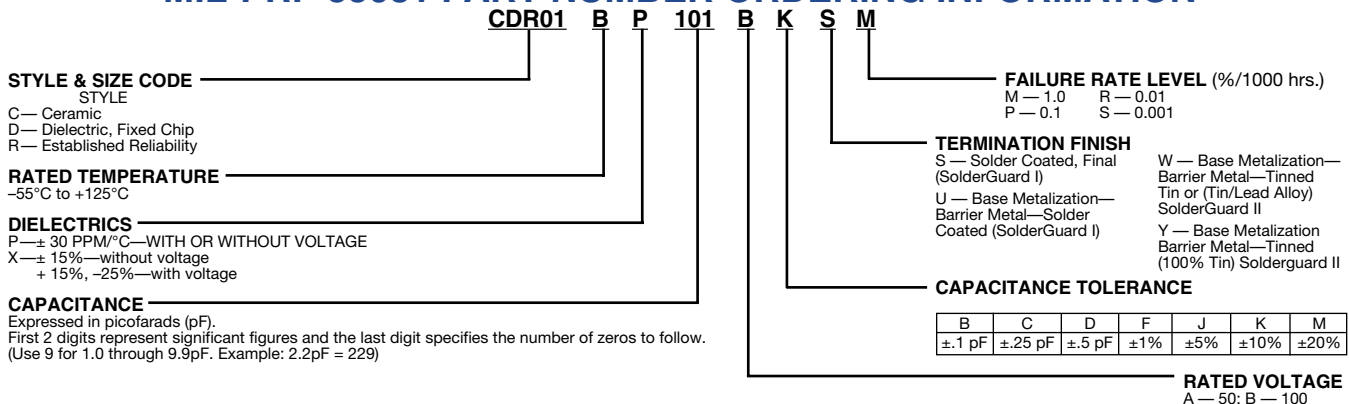 CDR01 B P 101 B K S M
STYLE & SIZE CODE
STYLE
C— Ceramic
D— Dielectric, Fixed Chip
R— Established Reliability
RATED TEMPERATURE
–55°C to +125°C
DIELECTRICS
P—± 30 PPM/°C—WITH OR WITHOUT VOLTAGE
X—± 15%—without voltage
+ 15%, –25%—with voltage
CAPACITANCE
Expressed in picofarads (pF).
First 2 digits represent significant figures and the last digit specifies the number of zeros to follow.
(Use 9 for 1.0 through 9.9pF. Example: 2.2pF = 229)
FAILURE RATE LEVEL (%/1000 hrs.)
M — 1.0 R — 0.01
P — 0.1 S — 0.001
TERMINATION FINISH
S — Solder Coated, Final
(SolderGuard I)
U — Base Metalization—
Barrier Metal—Solder
Coated (SolderGuard I)
W — Base Metalization—
Barrier Metal—Tinned
Tin or (Tin/Lead Alloy)
SolderGuard II
Y — Base Metalization
Barrier Metal—Tinned
(100% Tin) Solderguard II
CAPACITANCE TOLERANCE
B C D F J K M
±.1 pF ±.25 pF ±.5 pF ±1% ±5% ±10% ±20%
RATED VOLTAGE
A — 50; B — 100